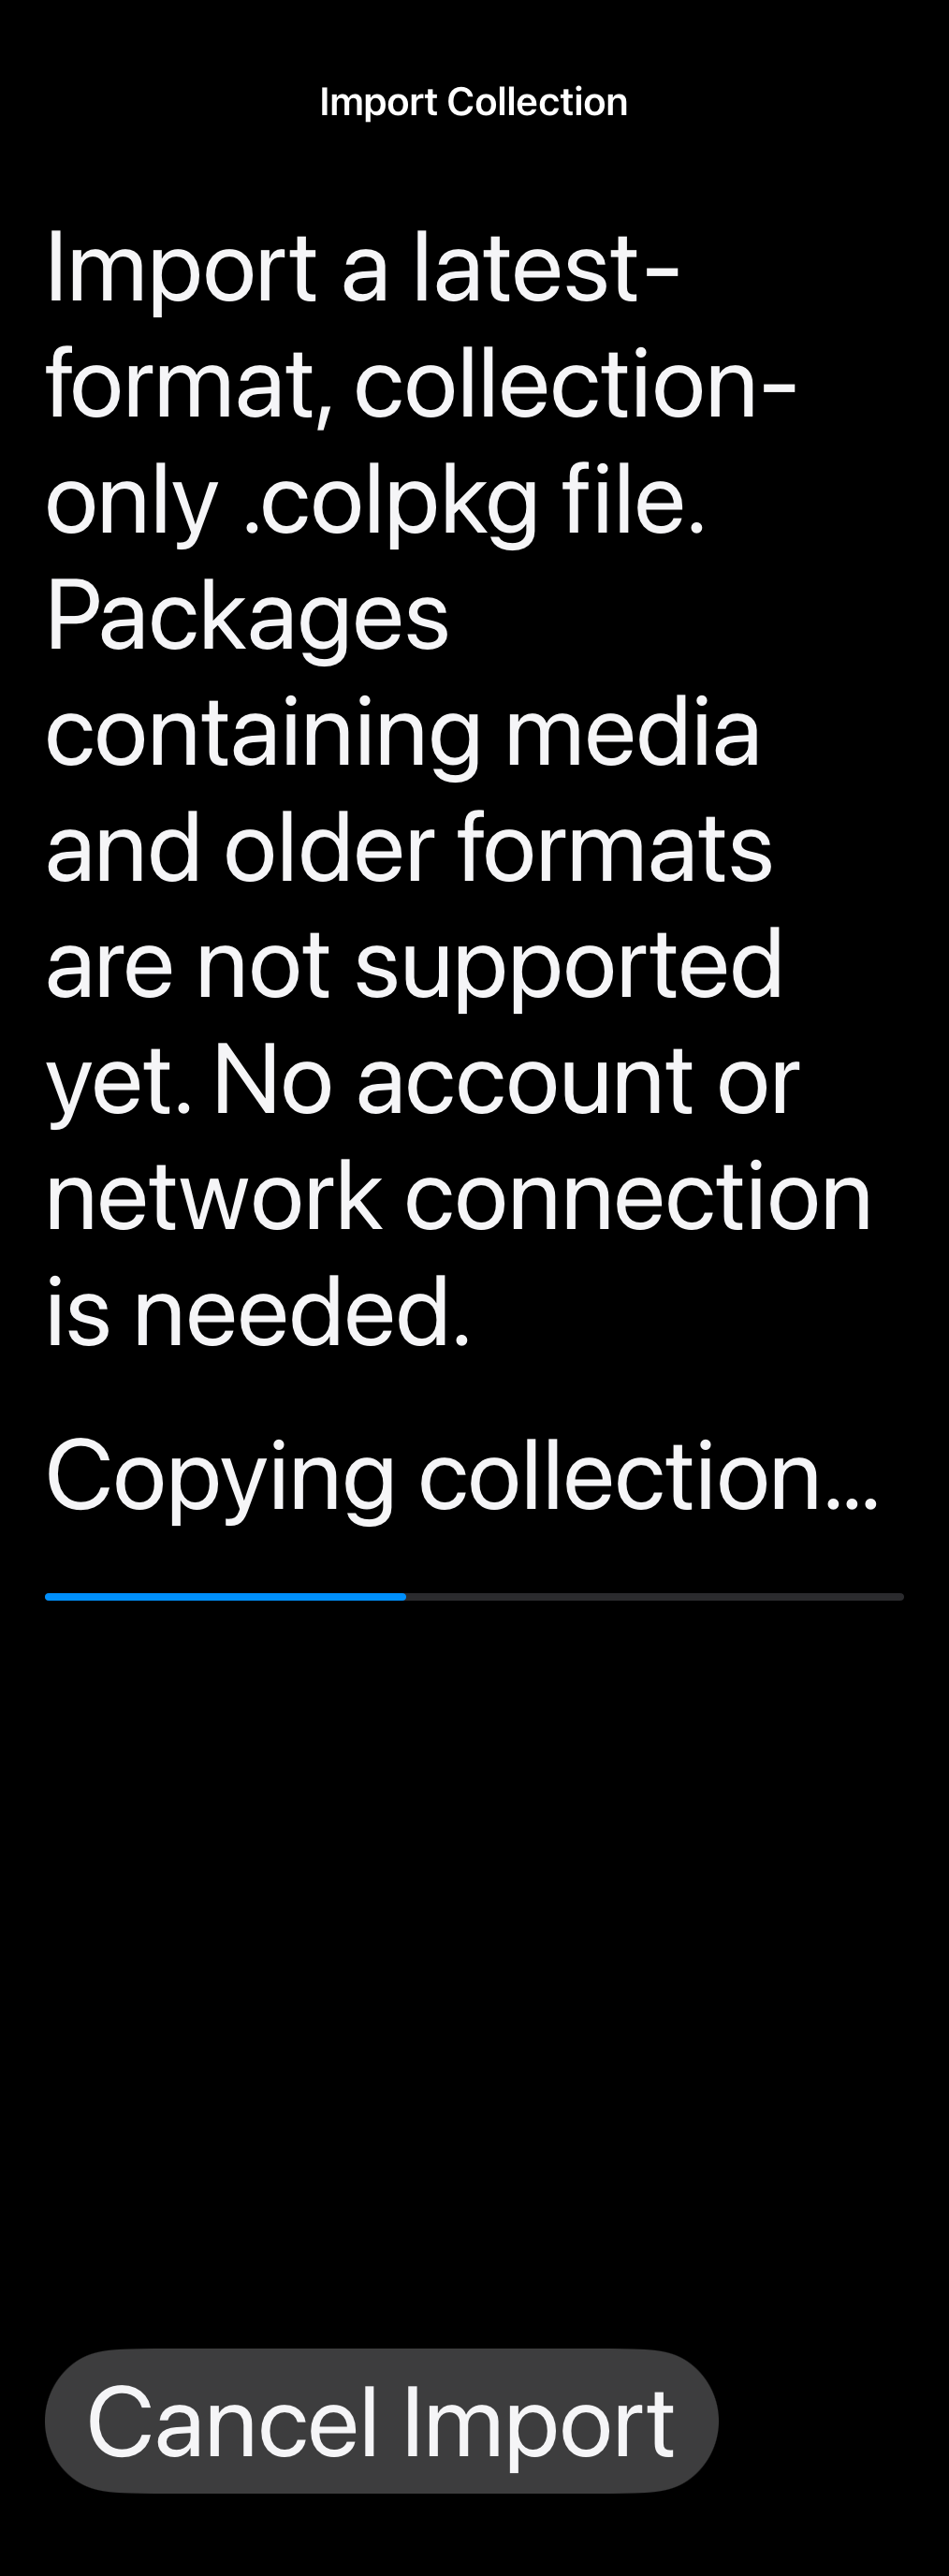 Import Collection
Import a latest-
format, collection-
only .colpkg file.
Packages
containing media
and older formats
are not supported
yet. No account or
network connection
is needed.
Copying collection…
Cancel Import